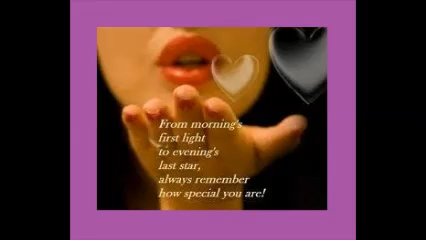 From morning's
first light
to evening's
last star,
always remember
how special you are!